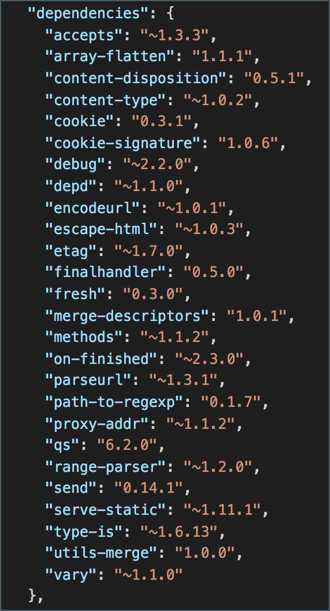 "dependencies": {
"accepts": "~1.3.3",
"array-flatten": "1.1.1",
"content-disposition": "0.5.1",
"content-type": "~1.0.2",
"cookie": "0.3.1",
"cookie-signature": "1.0.6",
"debug": "~2.2.0",
"depd": "~1.1.0",
"encodeurl": "~1.0.1",
"escape-html": "~1.0.3",
"etag": "~1.7.0",
"finalhandler": "0.5.0",
"fresh": "0.3.0",
"merge-descriptors": "1.0.1",
"methods": "~1.1.2",
"on-finished": "~2.3.0",
"parseurl": "~1.3.1",
"path-to-regexp": "0.1.7",
"proxy-addr": "~1.1.2",
"qs": "6.2.0",
"range-parser": "~1.2.0",
"send": "0.14.1",
"serve-static": "~1.11.1",
"type-is": "~1.6.13",
"utils-merge": "1.0.0",
"vary": "~1.1.0"
},